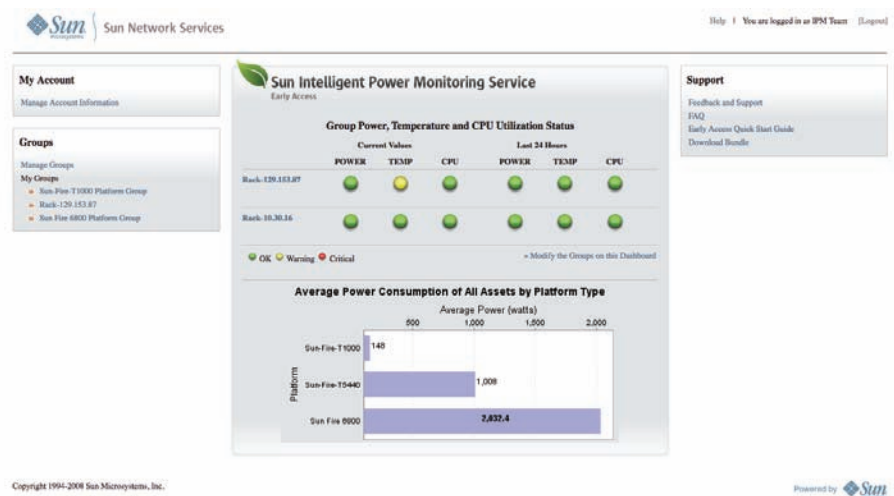 Sun
microsystems
Sun Network Services
Help | You are logged in as IPM Team [Logout]
My Account
Manage Account Information
Groups
Manage Groups
My Groups
Sun-Fire-T1000 Platform Group
Rack-129.153.87
Sun Fire 6800 Platform Group
Sun Intelligent Power Monitoring Service
Early Access
Group Power, Temperature and CPU Utilization Status
Current Values Last 24 Hours
POWER TEMP CPU POWER TEMP CPU
Rack-129.153.87
Rack-10.30.16
OK Warning Critical
» Modify the Groups on this Dashboard
Average Power Consumption of All Assets by Platform Type
Average Power (watts)
500 1,000 1,500 2,000
Platform
Sun-Fire-T1000 148
Sun-Fire-T5440 1,008
Sun Fire 6800 2,032.4
Support
Feedback and Support
FAQ
Early Access Quick Start Guide
Download Bundle
Copyright 1994-2008 Sun Microsystems, Inc.
Powered by Sun